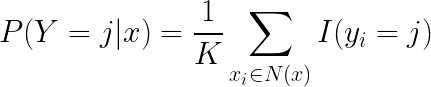 P(Y = j|x) = \frac{1}{K} \sum_{x_i \in N(x)} I(y_i = j)